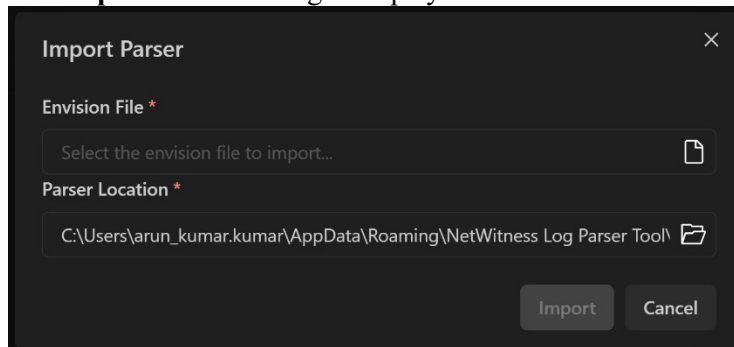 Import Parser
Envision File *
Select the envision file to import...
Parser Location *
C:\Users\arun_kumar.kumar\AppData\Roaming\NetWitness Log Parser Tool\
Import Cancel